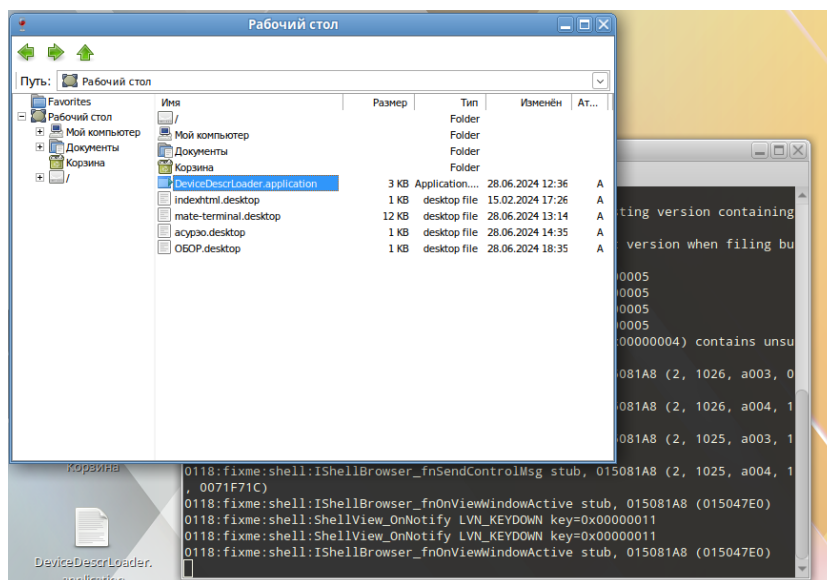 Рабочий стол
Путь: Рабочий стол
Favorites
Рабочий стол
Мой компьютер
Документы
Корзина
/
Имя Размер Тип Изменён Ат...
/ Folder
Мой компьютер Folder
Документы Folder
Корзина Folder
DeviceDescrLoader.application 3 KB Application.... 28.06.2024 12:36 A
indexhtml.desktop 1 KB desktop file 15.02.2024 17:26 A
mate-terminal.desktop 12 KB desktop file 28.06.2024 13:14 A
асурэо.desktop 1 KB desktop file 28.06.2024 14:35 A
ОБОР.desktop 1 KB desktop file 28.06.2024 18:35 A
ting version containing
version when filing bu
00005
00005
00005
00005
00000004) contains unsu
081A8 (2, 1026, a003, 0
081A8 (2, 1026, a004, 1
081A8 (2, 1025, a003, 1
0118:fixme:shell:IShellBrowser_fnSendControlMsg stub, 015081A8 (2, 1025, a004, 1
, 0071F71C)
0118:fixme:shell:IShellBrowser_fnOnViewWindowActive stub, 015081A8 (015047E0)
0118:fixme:shell:ShellView_OnNotify LVN_KEYDOWN key=0x00000011
0118:fixme:shell:ShellView_OnNotify LVN_KEYDOWN key=0x00000011
0118:fixme:shell:IShellBrowser_fnOnViewWindowActive stub, 015081A8 (015047E0)
Корзина
DeviceDescrLoader.
application